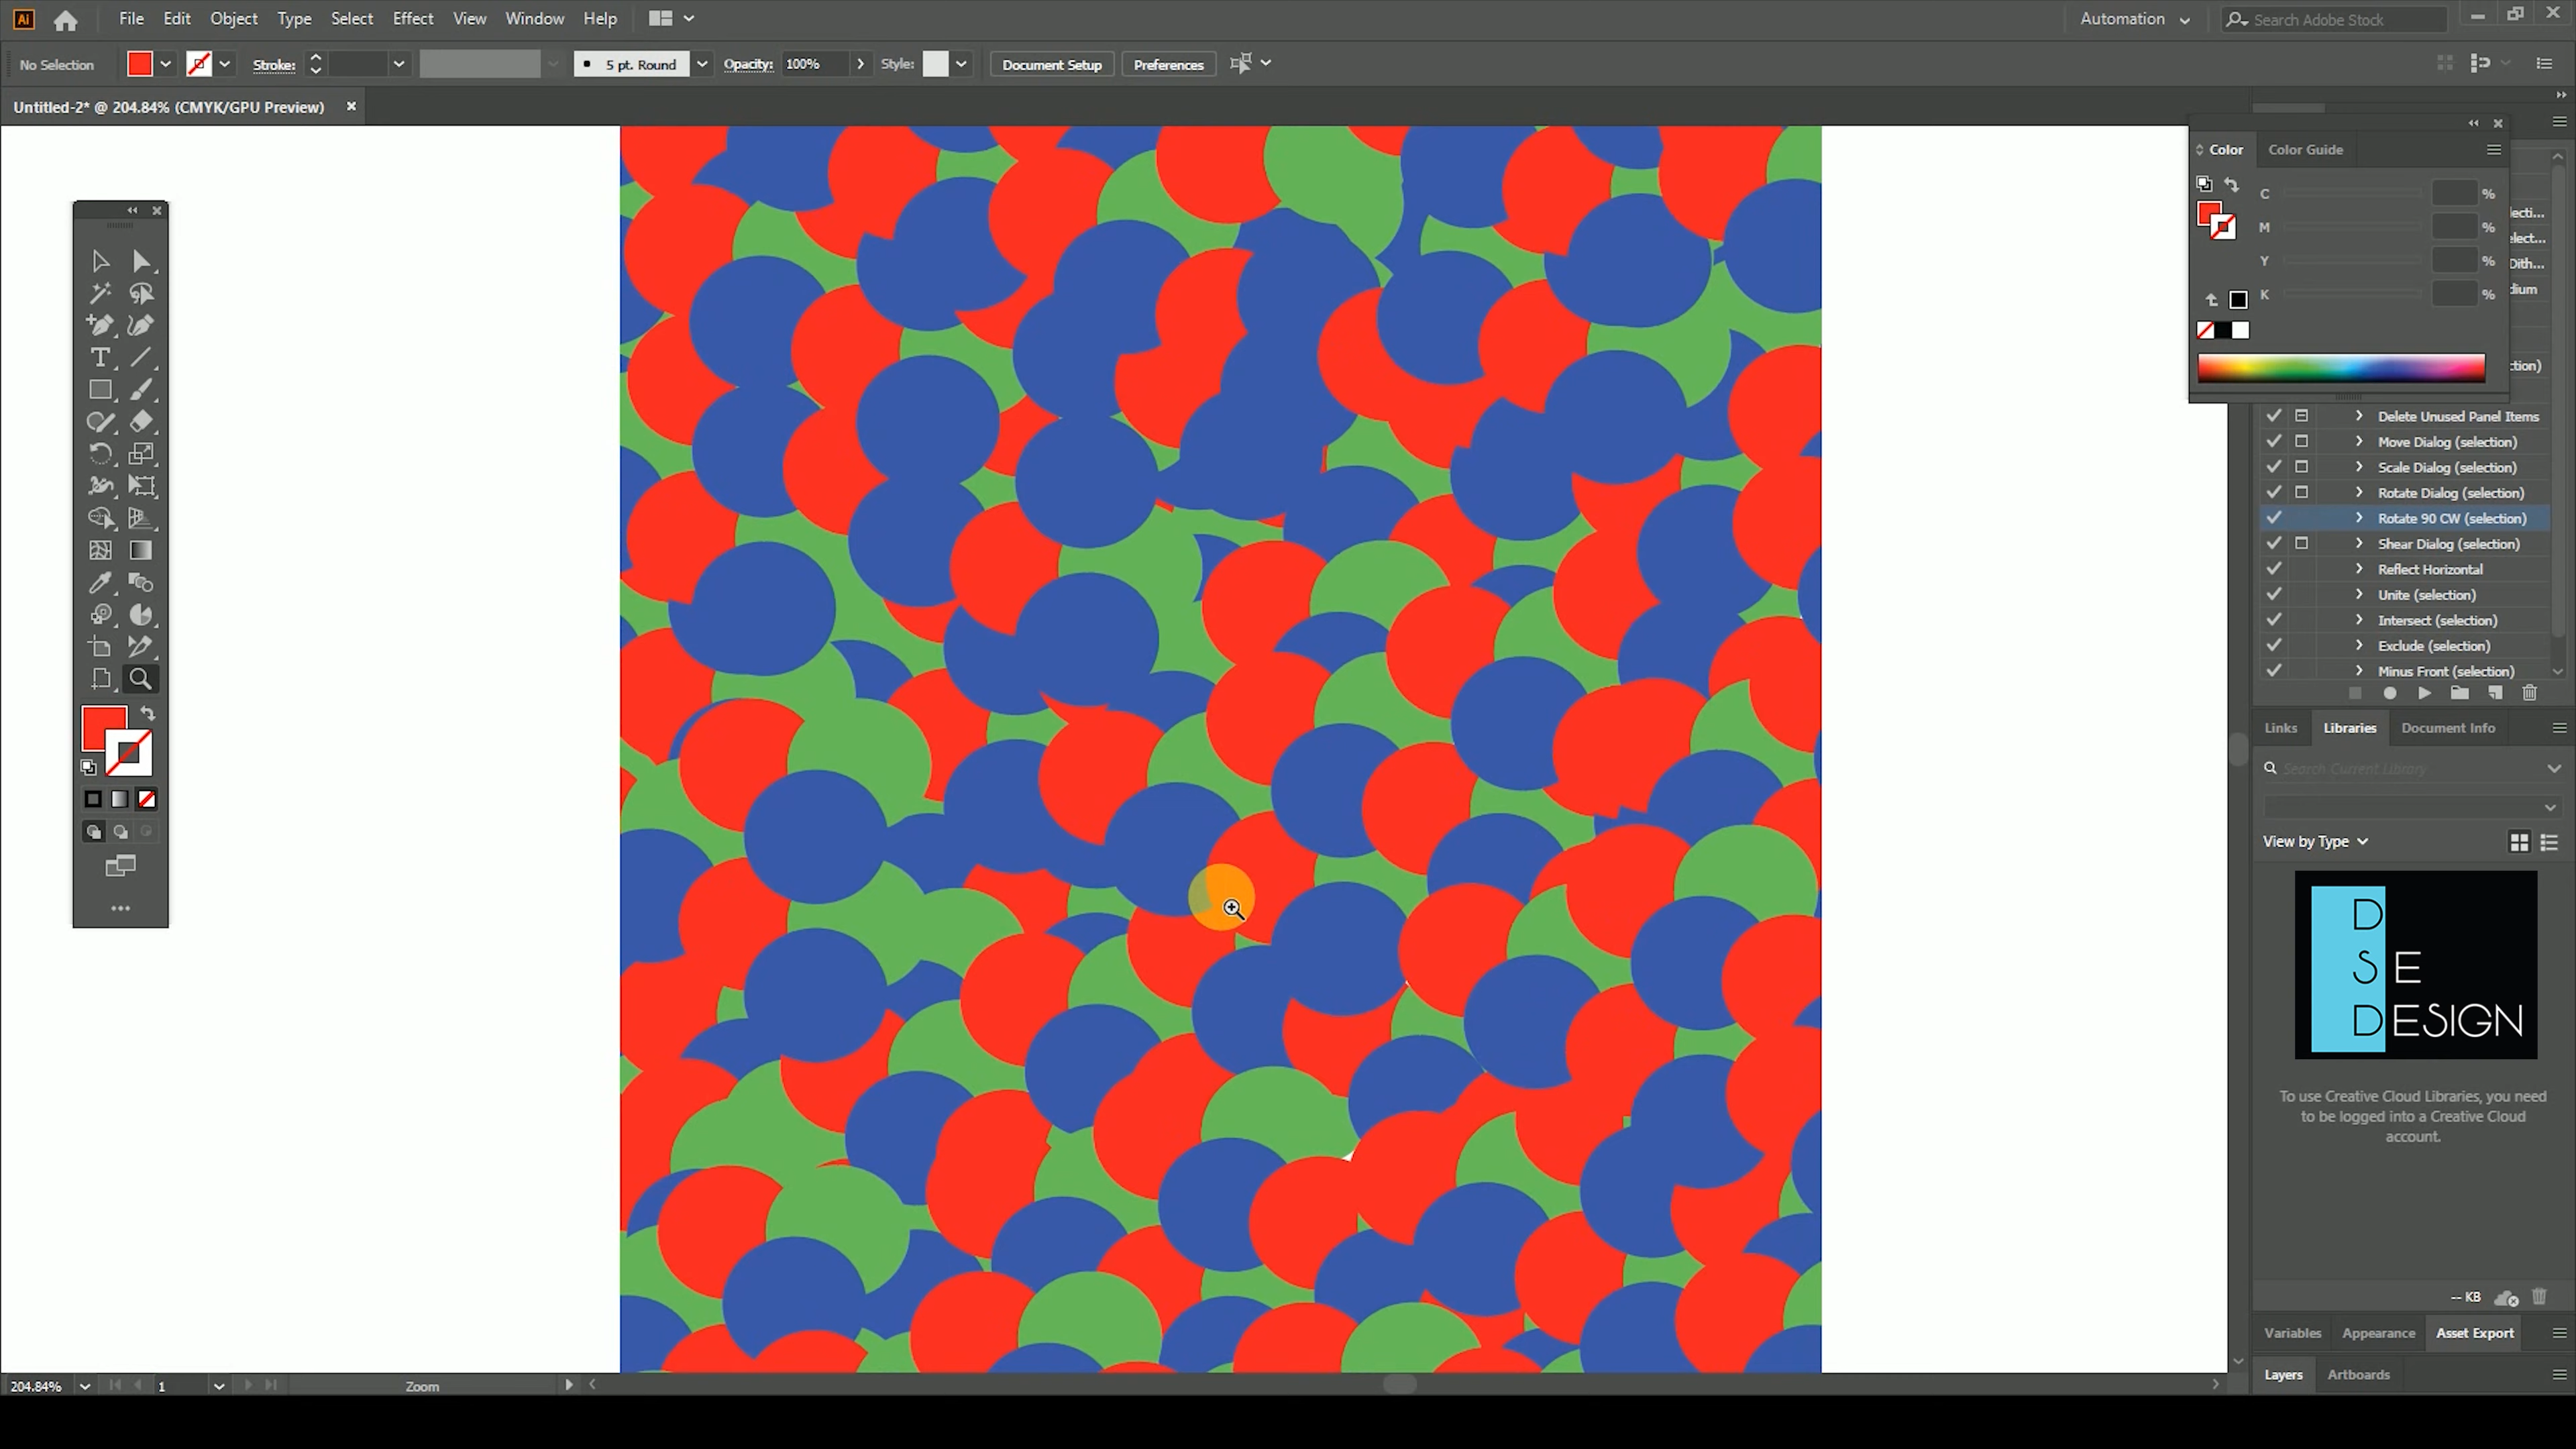 Ai File Edit Object Type Select Effect View Window Help Automation Search Adobe Stock
No Selection Stroke: 5 pt. Round Opacity: 100% Style: Document Setup Preferences
Untitled-2* @ 204.84% (CMYK/GPU Preview)
Color Color Guide
C %
M %
Y %
K %
Delete Unused Panel Items
Move Dialog (selection)
Scale Dialog (selection)
Rotate Dialog (selection)
Rotate 90 CW (selection)
Shear Dialog (selection)
Reflect Horizontal
Unite (selection)
Intersect (selection)
Exclude (selection)
Minus Front (selection)
Links Libraries Document Info
Search Current Library
View by Type
D
S E
DESIGN
To use Creative Cloud Libraries, you need
to be logged into a Creative Cloud
account.
-- KB
Variables Appearance Asset Export
Layers Artboards
204.84% 1 Zoom